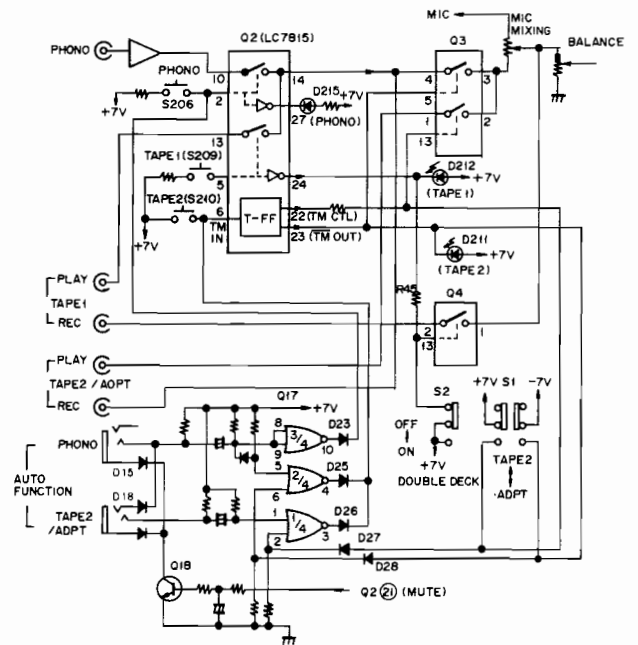 MIC
MIC
MIXING
BALANCE
PHONO
Q2(LC7815)
Q3
10
14
4
3
PHONO
2
S206
+7V
D215
+7V
27 (PHONO)
5
1
2
13
13
TAPE1(S209)
5
24
D212
+7V
(TAPE1)
TAPE2(S210)
6
TM
IN
T-FF
22(TM CTL)
23(TM OUT)
+7V
D211
+7V
(TAPE2)
PLAY
TAPE1
REC
R45
Q4
2
1
13
PLAY
TAPE2/ADPT
REC
S2
OFF
ON
+7V
DOUBLE DECK
+7V
S1
-7V
TAPE2
ADPT
Q17
+7V
PHONO
8
9
3/4
10
D23
D15
AUTO
FUNCTION
D18
5
6
2/4
4
D25
TAPE2
/ADPT
1
2
1/4
3
D26
D27
D28
Q18
Q2 21 (MUTE)